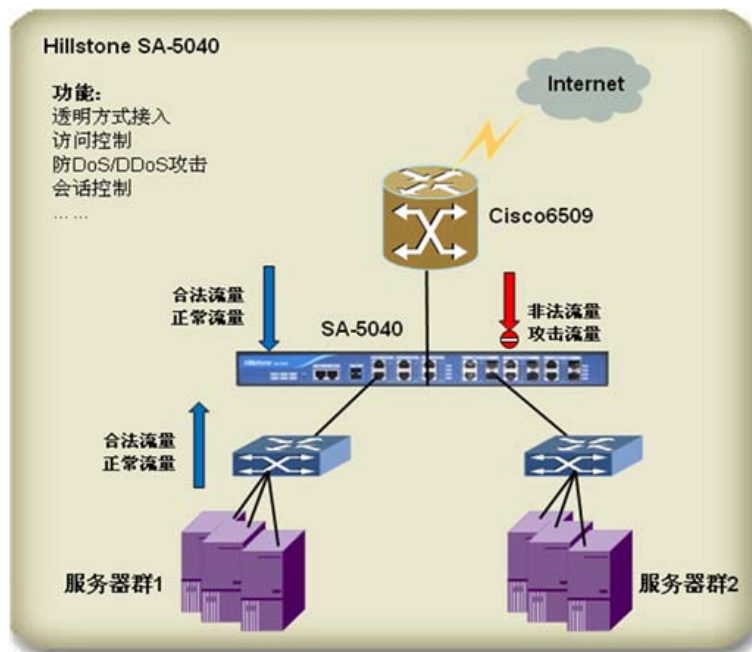 Hillstone SA-5040
功能:
透明方式接入
访问控制
防DoS/DDoS攻击
会话控制
... ...
Internet
Cisco6509
合法流量
正常流量
SA-5040
非法流量
攻击流量
Hillstone
合法流量
正常流量
服务器群1
服务器群2